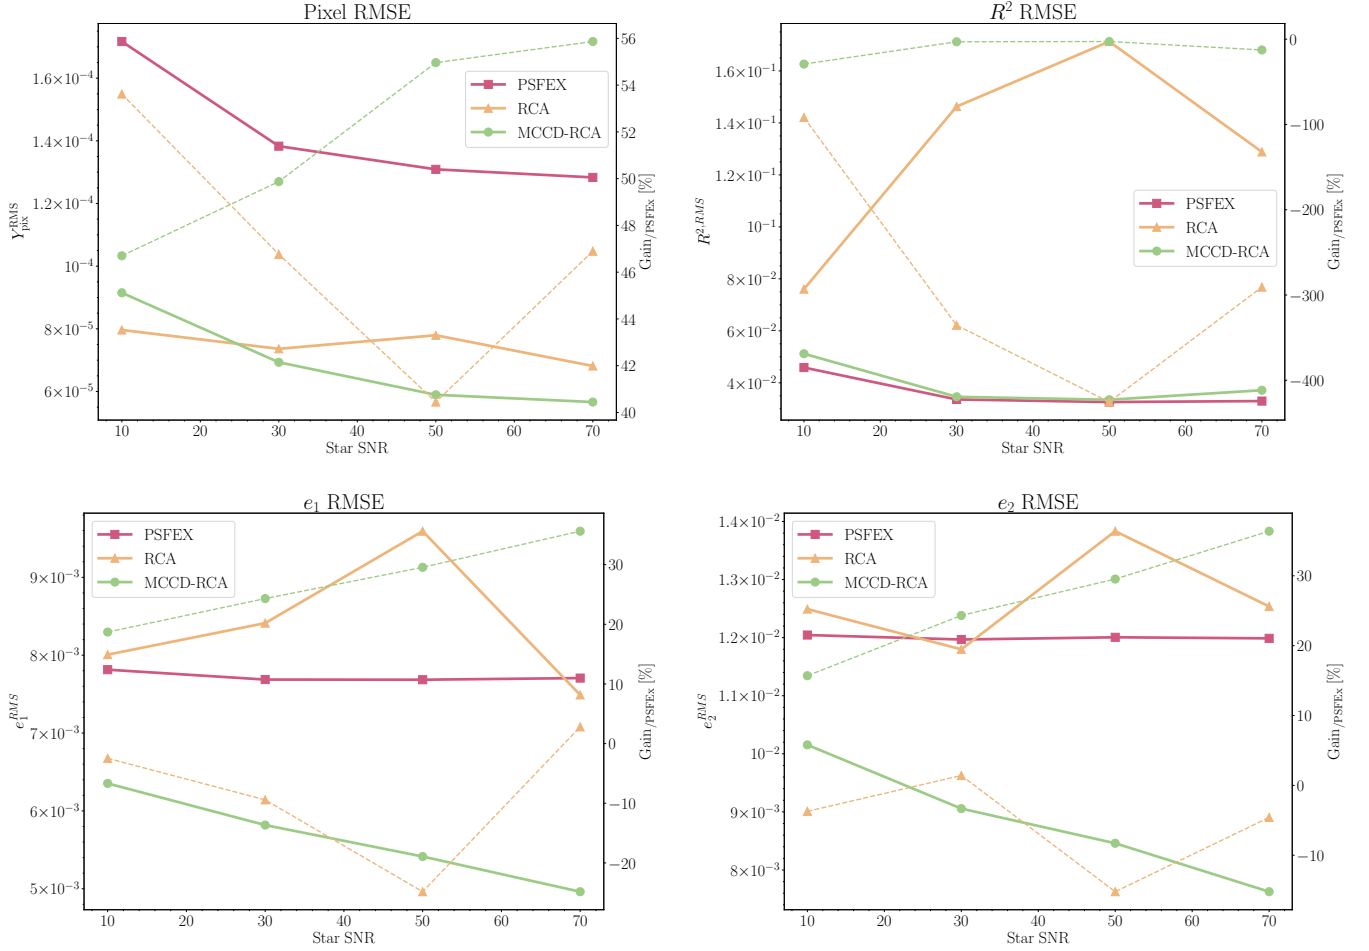 Pixel RMSE
1.6×10⁻⁴
1.4×10⁻⁴
1.2×10⁻⁴
10⁻⁴
8×10⁻⁵
6×10⁻⁵
Y_pix^RMS
56
54
52
50
48
46
44
42
40
Gain/PSFEx [%]
PSFEX
RCA
MCCD-RCA
10 20 30 40 50 60 70
Star SNR
R² RMSE
1.6×10⁻¹
1.4×10⁻¹
1.2×10⁻¹
10⁻¹
8×10⁻²
6×10⁻²
4×10⁻²
R^2,RMS
0
−100
−200
−300
−400
Gain/PSFEx [%]
PSFEX
RCA
MCCD-RCA
10 20 30 40 50 60 70
Star SNR
e₁ RMSE
9×10⁻³
8×10⁻³
7×10⁻³
6×10⁻³
5×10⁻³
e₁^RMS
30
20
10
0
−10
−20
Gain/PSFEx [%]
PSFEX
RCA
MCCD-RCA
10 20 30 40 50 60 70
Star SNR
e₂ RMSE
1.4×10⁻²
1.3×10⁻²
1.2×10⁻²
1.1×10⁻²
10⁻²
9×10⁻³
8×10⁻³
e₂^RMS
30
20
10
0
−10
Gain/PSFEx [%]
PSFEX
RCA
MCCD-RCA
10 20 30 40 50 60 70
Star SNR